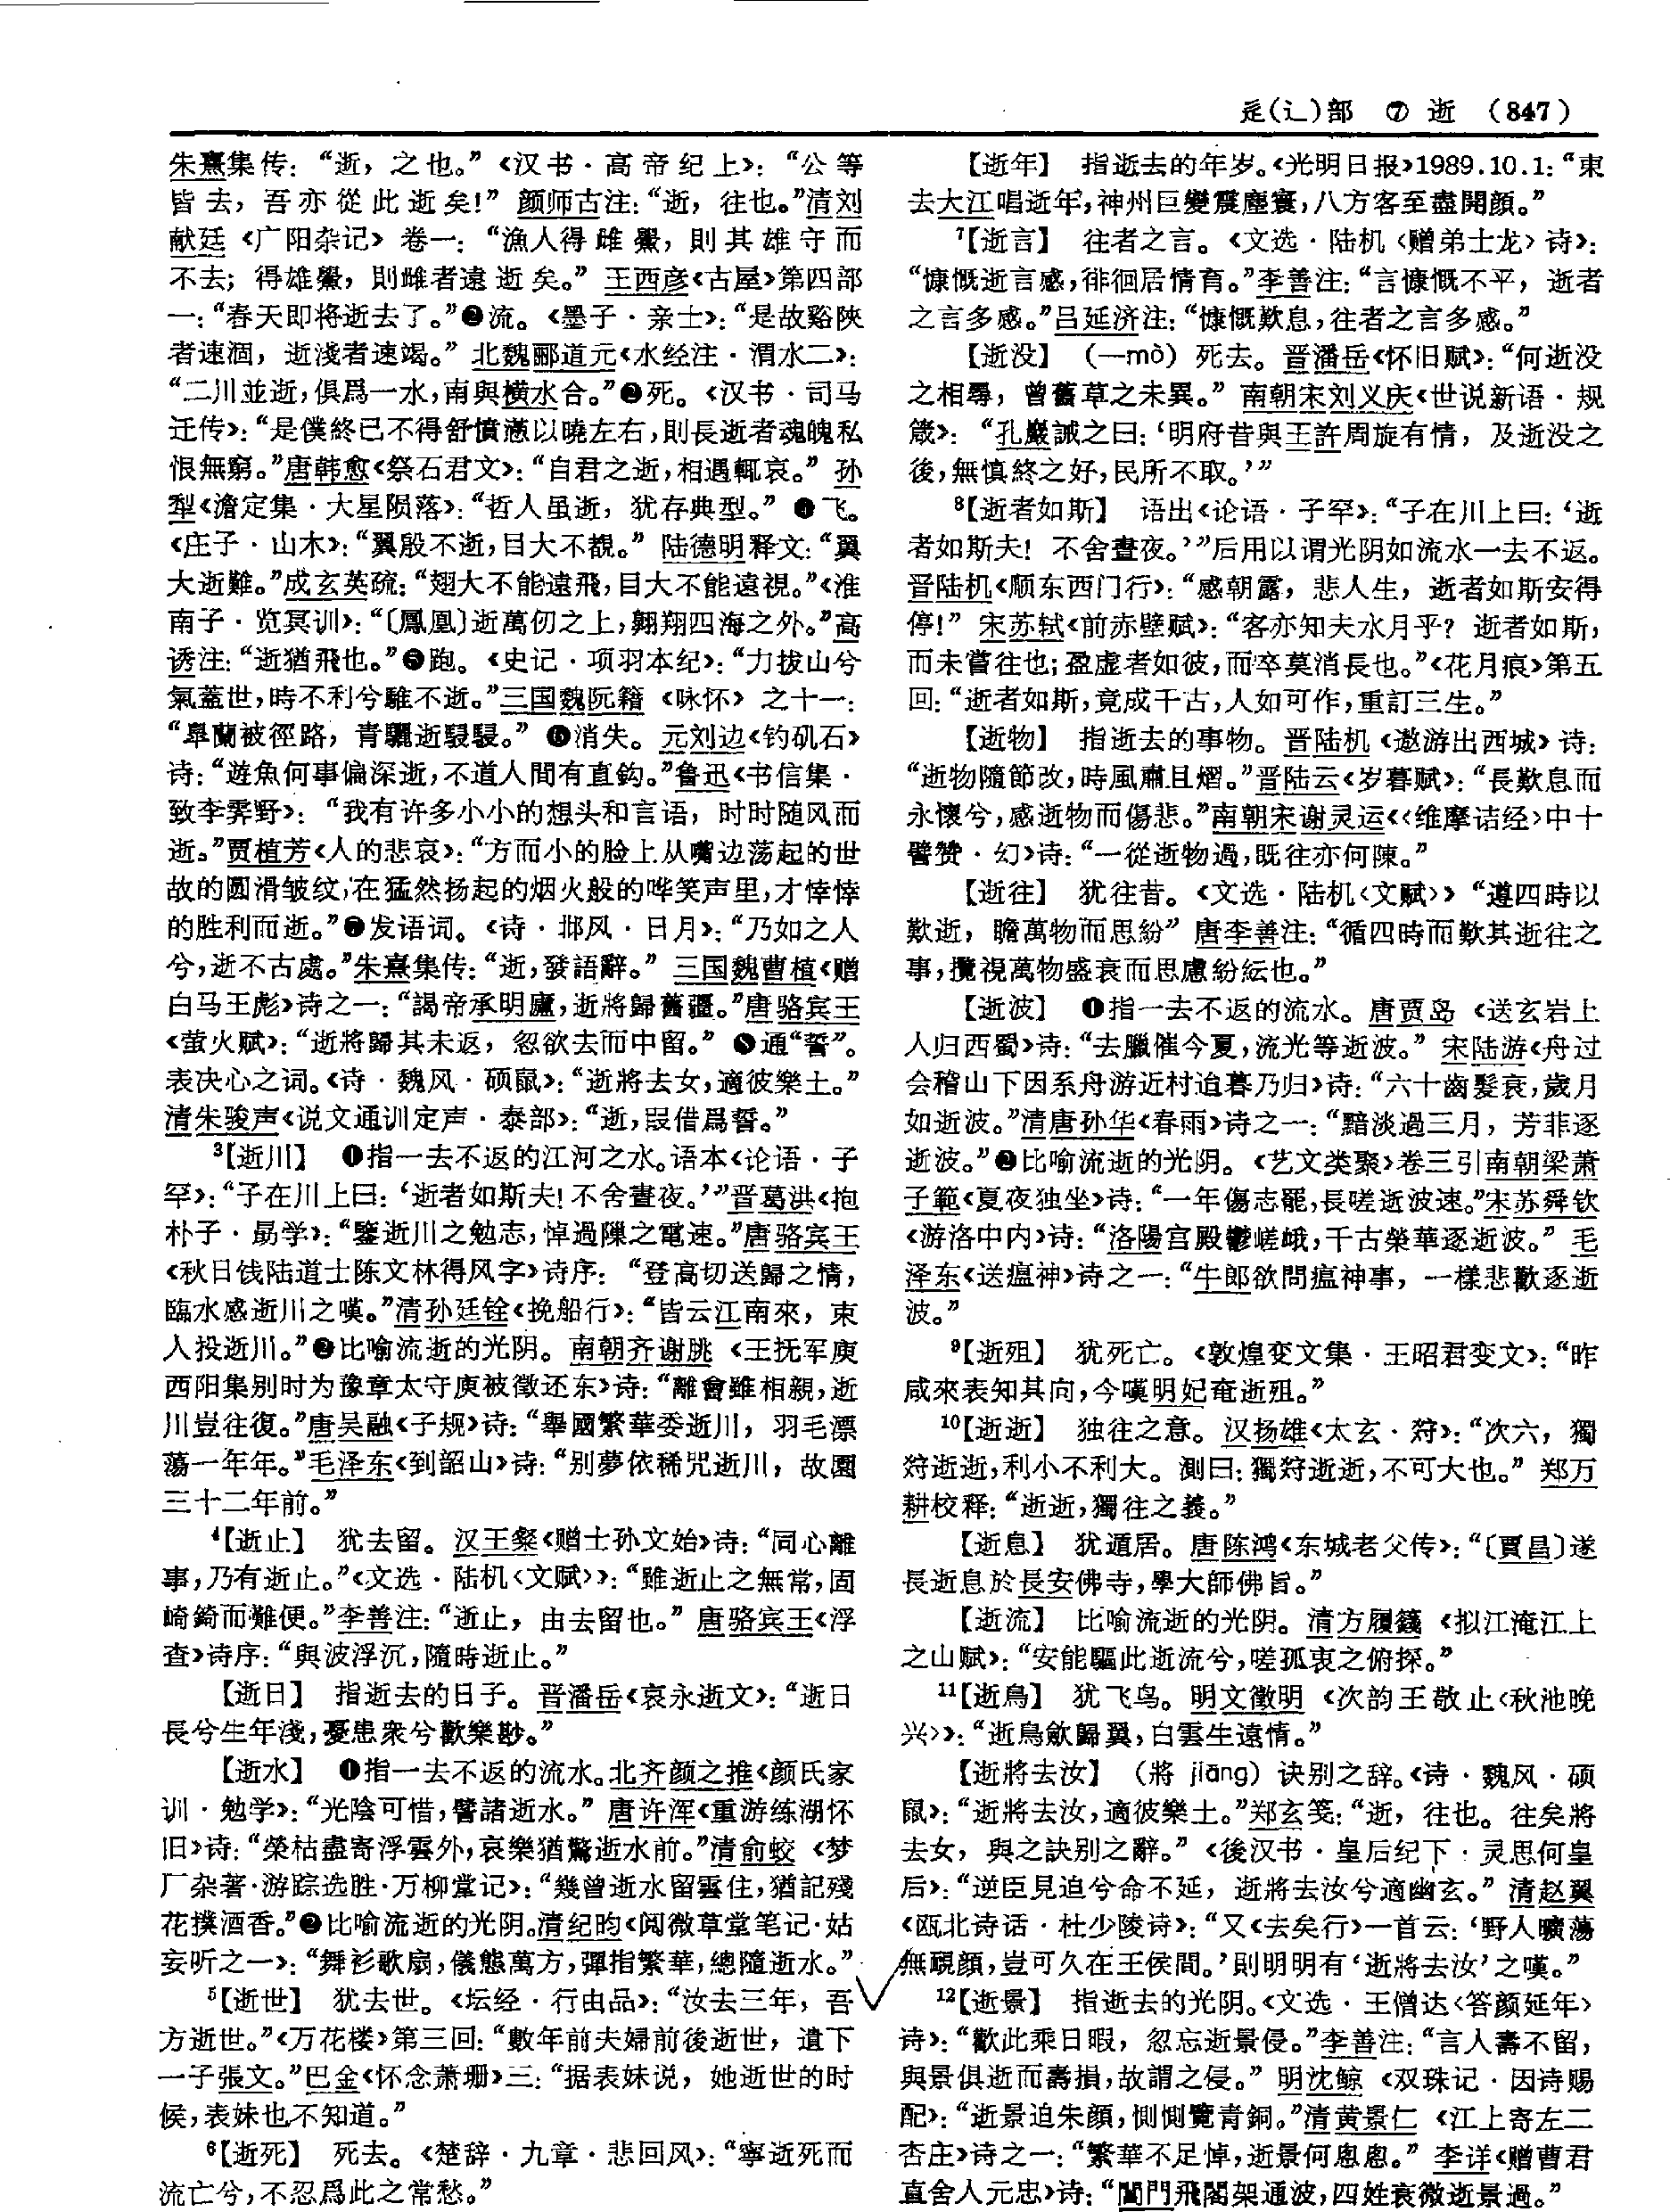 辵(辶)部 ⑦ 逝 (847)
朱熹集传：“逝，之也。”《汉书·高帝纪上》：“公等
皆去，吾亦從此逝矣!” 颜师古注：“逝，往也。”清刘
献廷《广阳杂记》卷一：“漁人得雌鱟，則其雄守而
不去；得雄鱟，則雌者遠逝矣。” 王西彦《古屋》第四部
一：“春天即将逝去了。”❷流。《墨子·亲士》：“是故谿陝
者速涸，逝淺者速竭。” 北魏郦道元《水经注·渭水二》：
“二川並逝，俱爲一水，南與横水合。”❸死。《汉书·司马
迁传》：“是僕終已不得舒憤懣以曉左右，則長逝者魂魄私
恨無窮。”唐韩愈《祭石君文》：“自君之逝，相遇輒哀。” 孙
犁《澹定集·大星陨落》：“哲人虽逝，犹存典型。” ❹飞。
《庄子·山木》：“翼殷不逝，目大不覩。” 陆德明释文：“翼
大逝難。”成玄英疏：“翅大不能遠飛，目大不能遠視。”《淮
南子·览冥训》：“〔鳳凰〕逝萬仞之上，翱翔四海之外。”高
诱注：“逝猶飛也。”❺跑。《史记·项羽本纪》：“力拔山兮
氣蓋世，時不利兮騅不逝。”三国魏阮籍《咏怀》之十一：
“臯蘭被徑路，青驪逝駸駸。” ❻消失。元刘边《钓矶石》
诗：“遊魚何事偏深逝，不道人間有直鈎。”鲁迅《书信集·
致李霁野》：“我有许多小小的想头和言语，时时随风而
逝。”贾植芳《人的悲哀》：“方而小的脸上从嘴边荡起的世
故的圆滑皱纹，在猛然扬起的烟火般的哗笑声里，才悻悻
的胜利而逝。”❼发语词。《诗·邶风·日月》：“乃如之人
兮，逝不古處。”朱熹集传：“逝，發語辭。” 三国魏曹植《赠
白马王彪》诗之一：“謁帝承明廬，逝將歸舊疆。”唐骆宾王
《萤火赋》：“逝將歸其未返，忽欲去而中留。” ❽通“誓”。
表决心之词。《诗·魏风·硕鼠》：“逝將去女，適彼樂土。”
清朱骏声《说文通训定声·泰部》：“逝，叚借爲誓。”
³【逝川】 ❶指一去不返的江河之水。语本《论语·子
罕》：“子在川上曰：‘逝者如斯夫！不舍晝夜。’”晋葛洪《抱
朴子·勗学》：“鑒逝川之勉志，悼過隟之電速。”唐骆宾王
《秋日饯陆道士陈文林得风字》诗序：“登高切送歸之情，
臨水感逝川之嘆。”清孙廷铨《挽船行》：“皆云江南來，束
人投逝川。”❷比喻流逝的光阴。南朝齐谢朓《王抚军庾
西阳集别时为豫章太守庾被徵还东》诗：“離會雖相親，逝
川豈往復。”唐吴融《子规》诗：“舉國繁華委逝川，羽毛漂
蕩一年年。”毛泽东《到韶山》诗：“别夢依稀咒逝川，故園
三十二年前。”
⁴【逝止】 犹去留。汉王粲《赠士孙文始》诗：“同心離
事，乃有逝止。”《文选·陆机〈文赋〉》：“雖逝止之無常，固
崎錡而難便。”李善注：“逝止，由去留也。” 唐骆宾王《浮
查》诗序：“與波浮沉，隨時逝止。”
【逝日】 指逝去的日子。晋潘岳《哀永逝文》：“逝日
長兮生年淺，憂患衆兮歡樂尠。”
【逝水】 ❶指一去不返的流水。北齐颜之推《颜氏家
训·勉学》：“光陰可惜，譬諸逝水。” 唐许浑《重游练湖怀
旧》诗：“榮枯盡寄浮雲外，哀樂猶驚逝水前。”清俞蛟《梦
厂杂著·游踪选胜·万柳堂记》：“幾曾逝水留雲住，猶記殘
花撲酒香。”❷比喻流逝的光阴。清纪昀《阅微草堂笔记·姑
妄听之一》：“舞衫歌扇，儀態萬方，彈指繁華，總隨逝水。”
⁵【逝世】 犹去世。《坛经·行由品》：“汝去三年，吾
方逝世。”《万花楼》第三回：“數年前夫婦前後逝世，遺下
一子張文。”巴金《怀念萧珊》三：“据表妹说，她逝世的时
候，表妹也不知道。”
⁶【逝死】 死去。《楚辞·九章·悲回风》：“寧逝死而
流亡兮，不忍爲此之常愁。”
【逝年】 指逝去的年岁。《光明日报》1989.10.1：“東
去大江唱逝年，神州巨變震塵寰，八方客至盡開顔。”
⁷【逝言】 往者之言。《文选·陆机〈赠弟士龙〉诗》：
“慷慨逝言感，徘徊居情育。”李善注：“言慷慨不平，逝者
之言多感。”吕延济注：“慷慨歎息，往者之言多感。”
【逝没】 （—mò）死去。晋潘岳《怀旧赋》：“何逝没
之相尋，曾舊草之未異。” 南朝宋刘义庆《世说新语·规
箴》：“孔巖誡之曰：‘明府昔與王許周旋有情，及逝没之
後，無慎終之好，民所不取。’”
⁸【逝者如斯】 语出《论语·子罕》：“子在川上曰：‘逝
者如斯夫！不舍晝夜。’”后用以谓光阴如流水一去不返。
晋陆机《顺东西门行》：“感朝露，悲人生，逝者如斯安得
停!” 宋苏轼《前赤壁赋》：“客亦知夫水月乎？逝者如斯，
而未嘗往也；盈虚者如彼，而卒莫消長也。”《花月痕》第五
回：“逝者如斯，竟成千古，人如可作，重訂三生。”
【逝物】 指逝去的事物。晋陆机《遨游出西城》诗：
“逝物隨節改，時風肅且熠。”晋陆云《岁暮赋》：“長歎息而
永懷兮，感逝物而傷悲。”南朝宋谢灵运《〈维摩诘经〉中十
譬赞·幻》诗：“一從逝物過，既往亦何陳。”
【逝往】 犹往昔。《文选·陆机〈文赋〉》“遵四時以
歎逝，瞻萬物而思紛” 唐李善注：“循四時而歎其逝往之
事，攬視萬物盛衰而思慮紛紜也。”
【逝波】 ❶指一去不返的流水。唐贾岛《送玄岩上
人归西蜀》诗：“去臘催今夏，流光等逝波。” 宋陆游《舟过
会稽山下因系舟游近村迫暮乃归》诗：“六十齒髮衰，歲月
如逝波。”清唐孙华《春雨》诗之一：“黯淡過三月，芳菲逐
逝波。”❷比喻流逝的光阴。《艺文类聚》卷三引南朝梁萧
子範《夏夜独坐》诗：“一年傷志罷，長嗟逝波速。”宋苏舜钦
《游洛中内》诗：“洛陽宫殿鬱嵯峨，千古榮華逐逝波。” 毛
泽东《送瘟神》诗之一：“牛郎欲問瘟神事，一樣悲歡逐逝
波。”
⁹【逝殂】 犹死亡。《敦煌变文集·王昭君变文》：“昨
咸來表知其向，今嘆明妃奄逝殂。”
¹⁰【逝逝】 独往之意。汉扬雄《太玄·狩》：“次六，獨
狩逝逝，利小不利大。測曰：獨狩逝逝，不可大也。” 郑万
耕校释：“逝逝，獨往之義。”
【逝息】 犹遁居。唐陈鸿《东城老父传》：“〔賈昌〕遂
長逝息於長安佛寺，學大師佛旨。”
【逝流】 比喻流逝的光阴。清方履籛《拟江淹江上
之山赋》：“安能驅此逝流兮，嗟孤衷之俯探。”
¹¹【逝鳥】 犹飞鸟。明文徵明《次韵王敬止〈秋池晚
兴〉》：“逝鳥斂歸翼，白雲生遠情。”
【逝將去汝】 （將 jiāng）诀别之辞。《诗·魏风·硕
鼠》：“逝將去汝，適彼樂土。”郑玄笺：“逝，往也。往矣將
去女，與之訣别之辭。”《後汉书·皇后纪下·灵思何皇
后》：“逆臣見迫兮命不延，逝將去汝兮適幽玄。” 清赵翼
《瓯北诗话·杜少陵诗》：“又《去矣行》一首云：‘野人曠蕩
無靦顔，豈可久在王侯間。’則明明有‘逝將去汝’之嘆。”
¹²【逝景】 指逝去的光阴。《文选·王僧达〈答颜延年〉
诗》：“歡此乘日暇，忽忘逝景侵。”李善注：“言人壽不留，
與景俱逝而壽損，故謂之侵。” 明沈鲸《双珠记·因诗赐
配》：“逝景迫朱顔，惻惻覽青銅。”清黄景仁《江上寄左二
杏庄》诗之一：“繁華不足悼，逝景何悤悤。” 李详《赠曹君
直舍人元忠》诗：“閶門飛閣架通波，四姓衰微逝景過。”